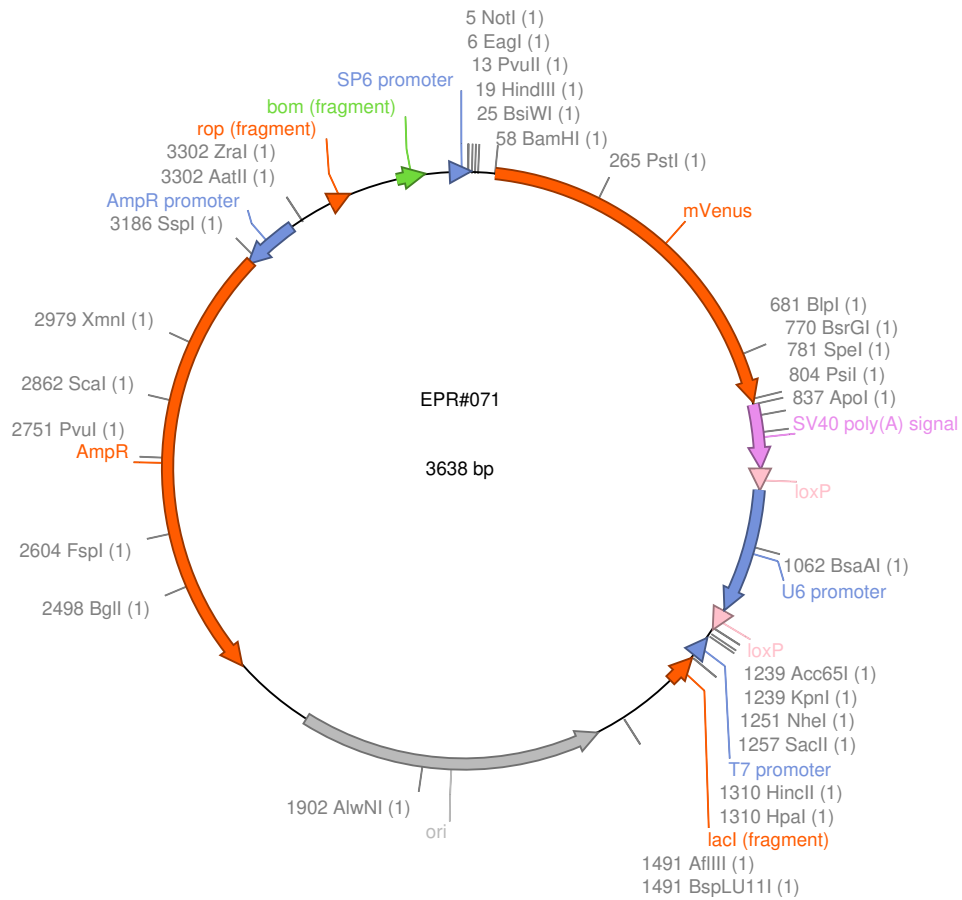 5 NotI (1)
6 EagI (1)
13 PvuII (1)
SP6 promoter
19 HindIII (1)
bom (fragment)
25 BsiWI (1)
rop (fragment)
58 BamHI (1)
3302 ZraI (1)
265 PstI (1)
3302 AatII (1)
AmpR promoter
mVenus
3186 SspI (1)
681 BlpI (1)
2979 XmnI (1)
770 BsrGI (1)
781 SpeI (1)
804 PsiI (1)
2862 ScaI (1)
837 ApoI (1)
EPR#071
2751 PvuI (1)
SV40 poly(A) signal
AmpR
3638 bp
loxP
2604 FspI (1)
1062 BsaAI (1)
U6 promoter
2498 BglI (1)
loxP
1239 Acc65I (1)
1239 KpnI (1)
1251 NheI (1)
1257 SacII (1)
T7 promoter
1310 HincII (1)
1902 AlwNI (1)
1310 HpaI (1)
ori
lacI (fragment)
1491 AflIII (1)
1491 BspLU11I (1)